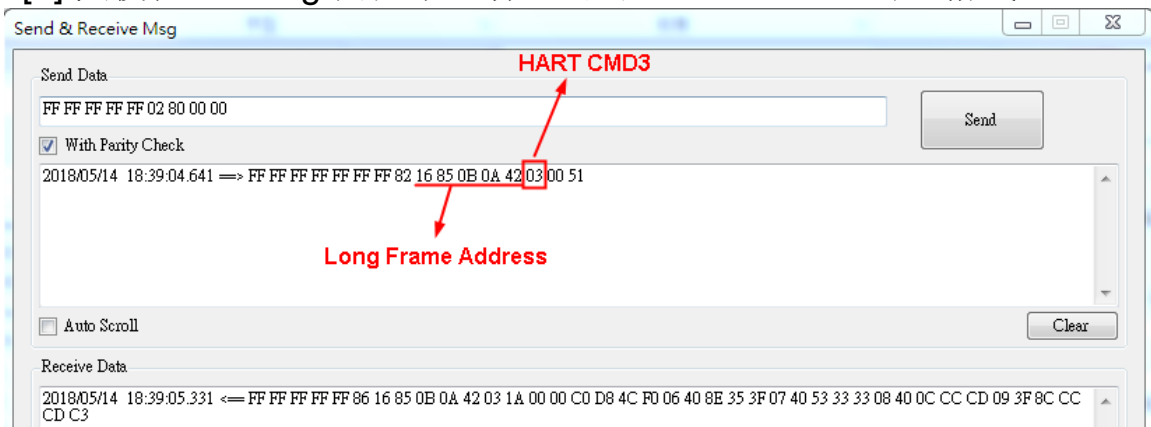 Send & Receive Msg
HART CMD3
Send Data
FF FF FF FF FF 02 80 00 00
Send
With Parity Check
2018/05/14 18:39:04.641 ==> FF FF FF FF FF FF FF 82 16 85 0B 0A 42 03 00 51
Long Frame Address
Auto Scroll
Clear
Receive Data
2018/05/14 18:39:05.331 <== FF FF FF FF FF 86 16 85 0B 0A 42 03 1A 00 00 C0 D8 4C F0 06 40 8E 35 3F 07 40 53 33 33 08 40 0C CC CD 09 3F 8C CC
CD C3